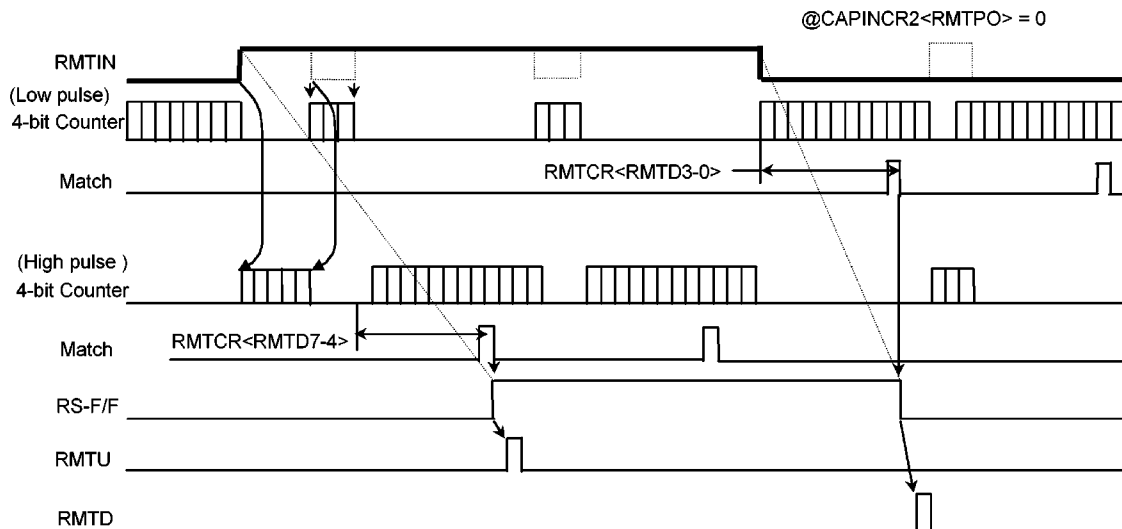 @CAPINCR2<RMTPO> = 0
RMTIN
(Low pulse)
4-bit Counter
RMTCR<RMTD3-0>
Match
(High pulse )
4-bit Counter
RMTCR<RMTD7-4>
Match
RS-F/F
RMTU
RMTD